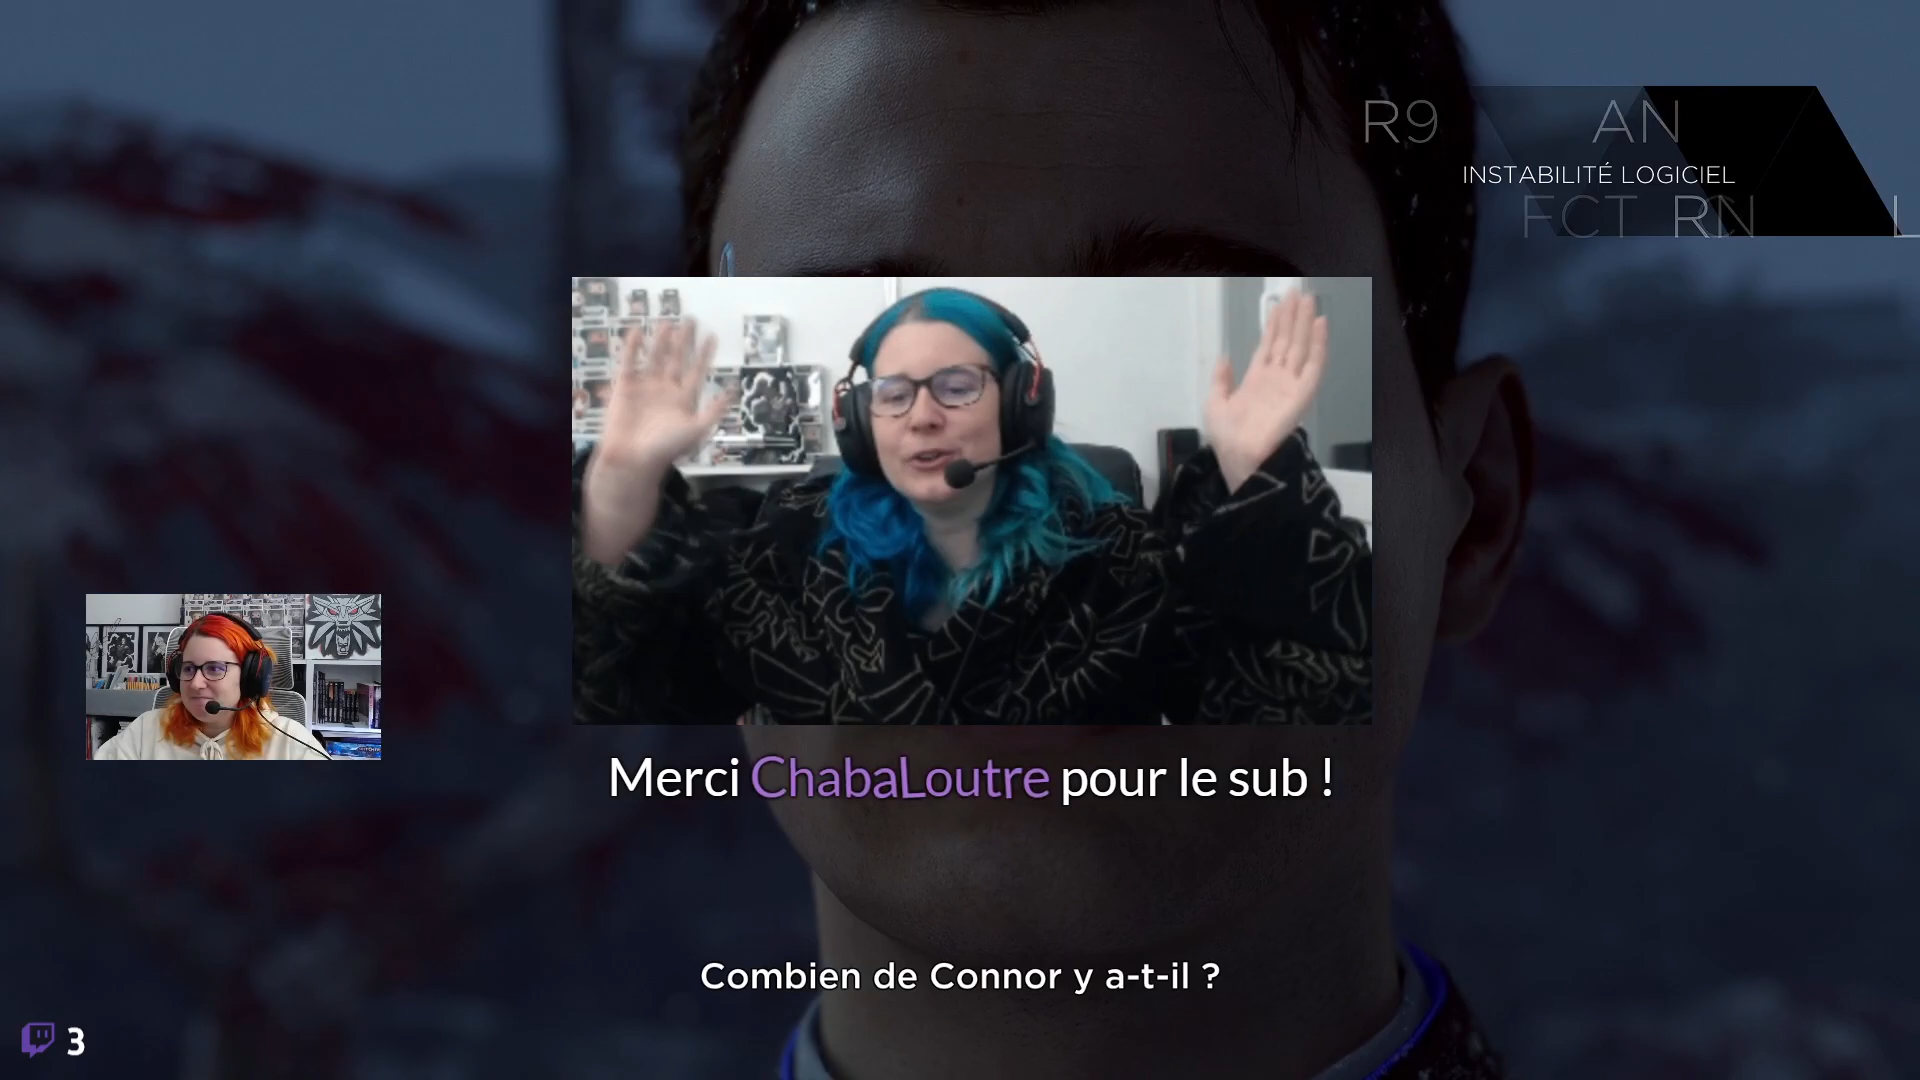 R9 AN
INSTABILITÉ LOGICIEL
FCT RN L
Merci ChabaLoutre pour le sub !
Combien de Connor y a-t-il ?
3